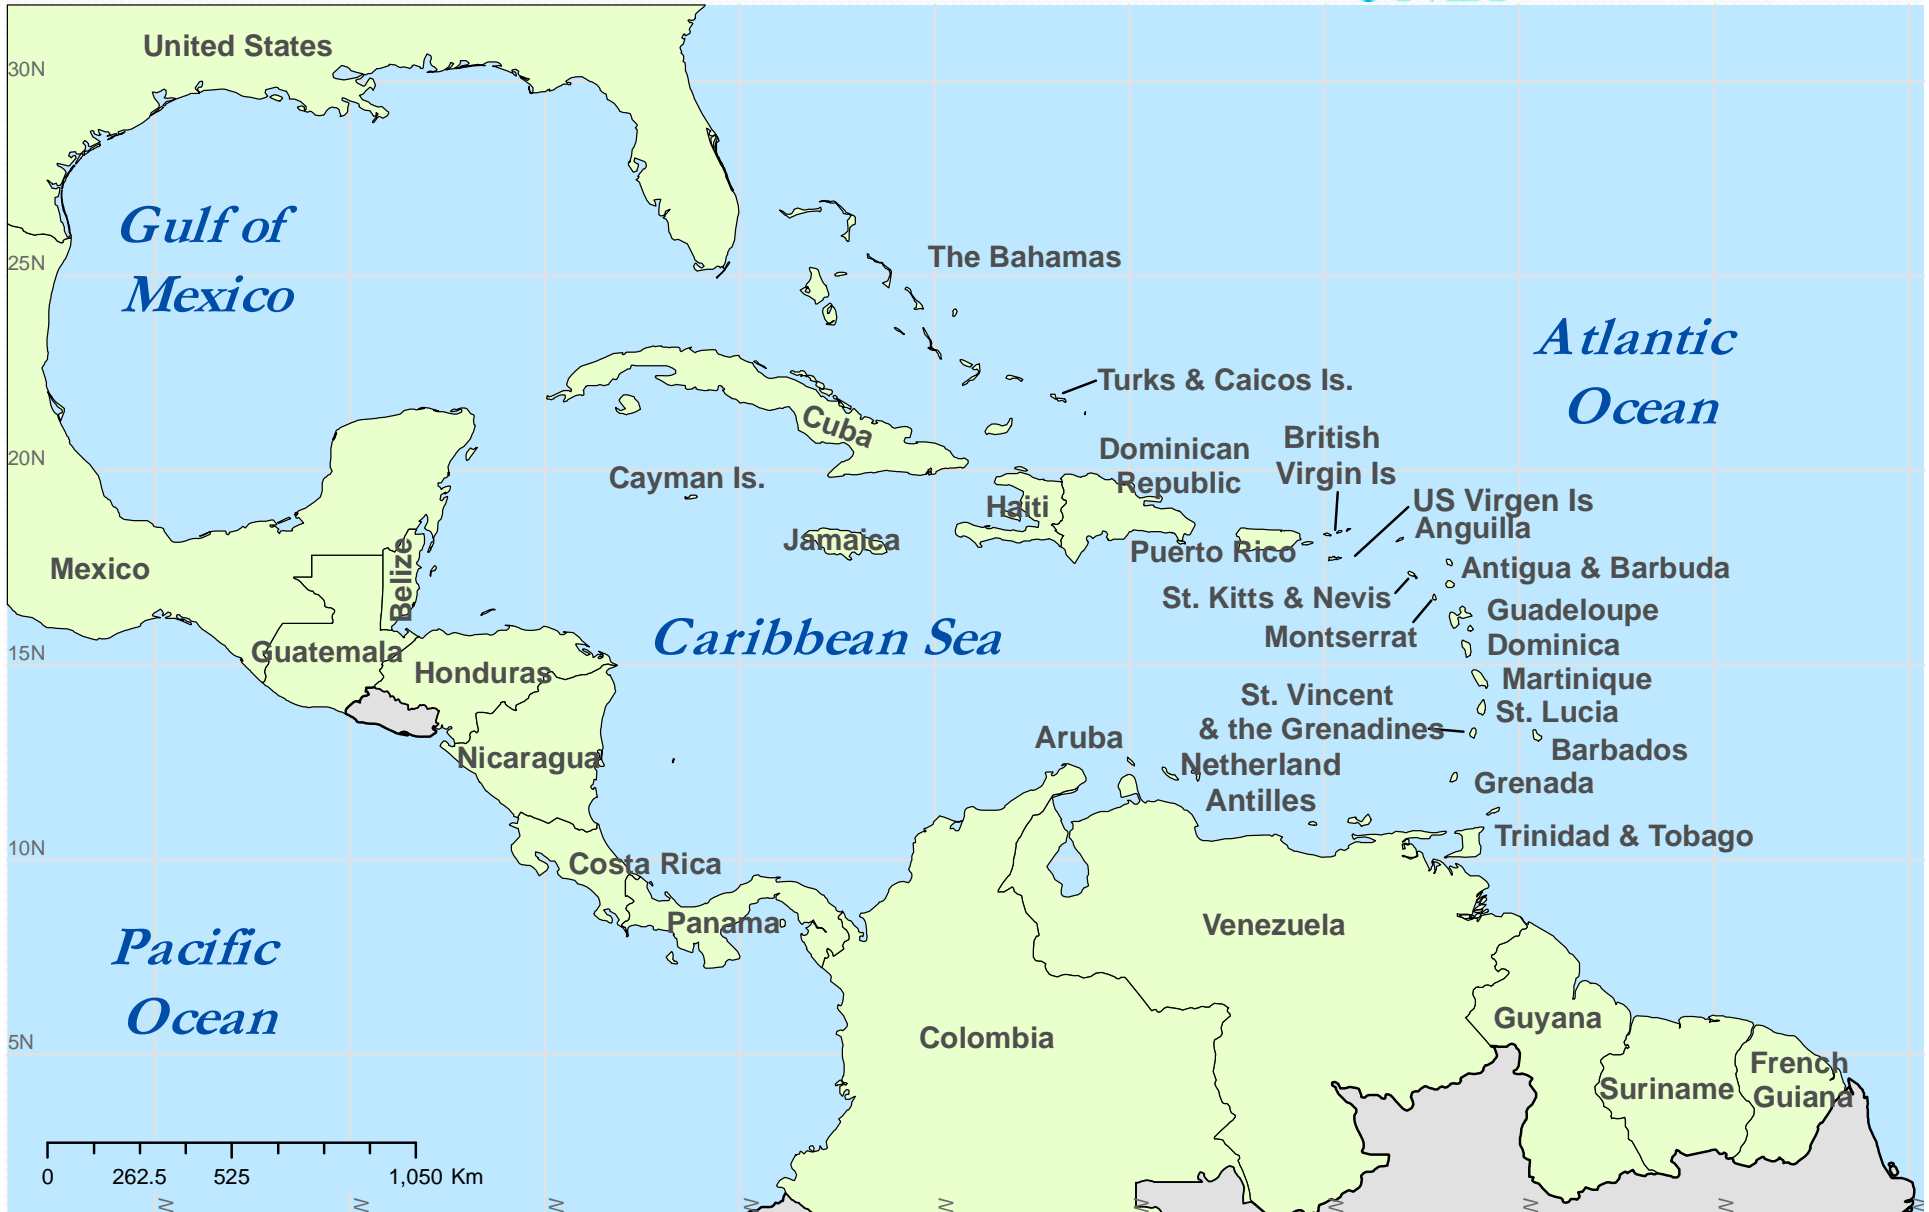 United States
30N
Gulf of
Mexico
25N
The Bahamas
Atlantic
Ocean
Turks & Caicos Is.
Cuba
20N
Cayman Is.
Dominican
Republic
British
Virgin Is
Haiti
US Virgen Is
Anguilla
Jamaica
Puerto Rico
Mexico
Belize
Antigua & Barbuda
St. Kitts & Nevis
Guadeloupe
Montserrat
Caribbean Sea
Dominica
15N
Guatemala
Honduras
Martinique
St. Vincent
& the Grenadines
St. Lucia
Aruba
Barbados
Nicaragua
Netherland
Antilles
Grenada
Trinidad & Tobago
10N
Costa Rica
Panama
Venezuela
Pacific
Ocean
Guyana
5N
Colombia
French
Guiana
Suriname
0 262.5 525 1,050 Km